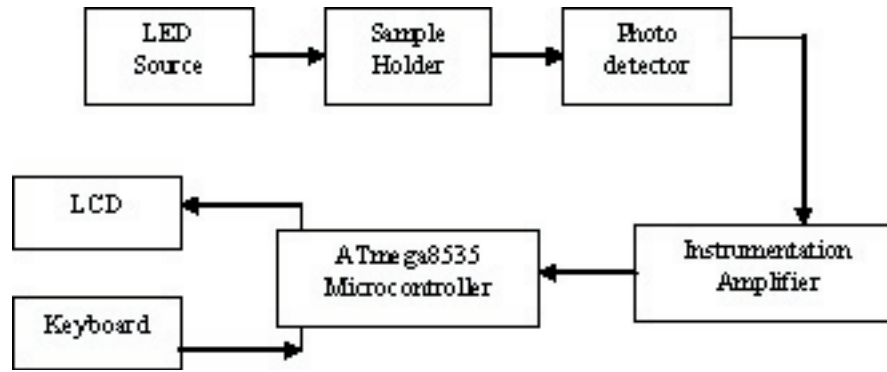 LED
Source
Sample
Holder
Photo
detector
LCD
ATmega8535
Microcontroller
Instrumentation
Amplifier
Keyboard